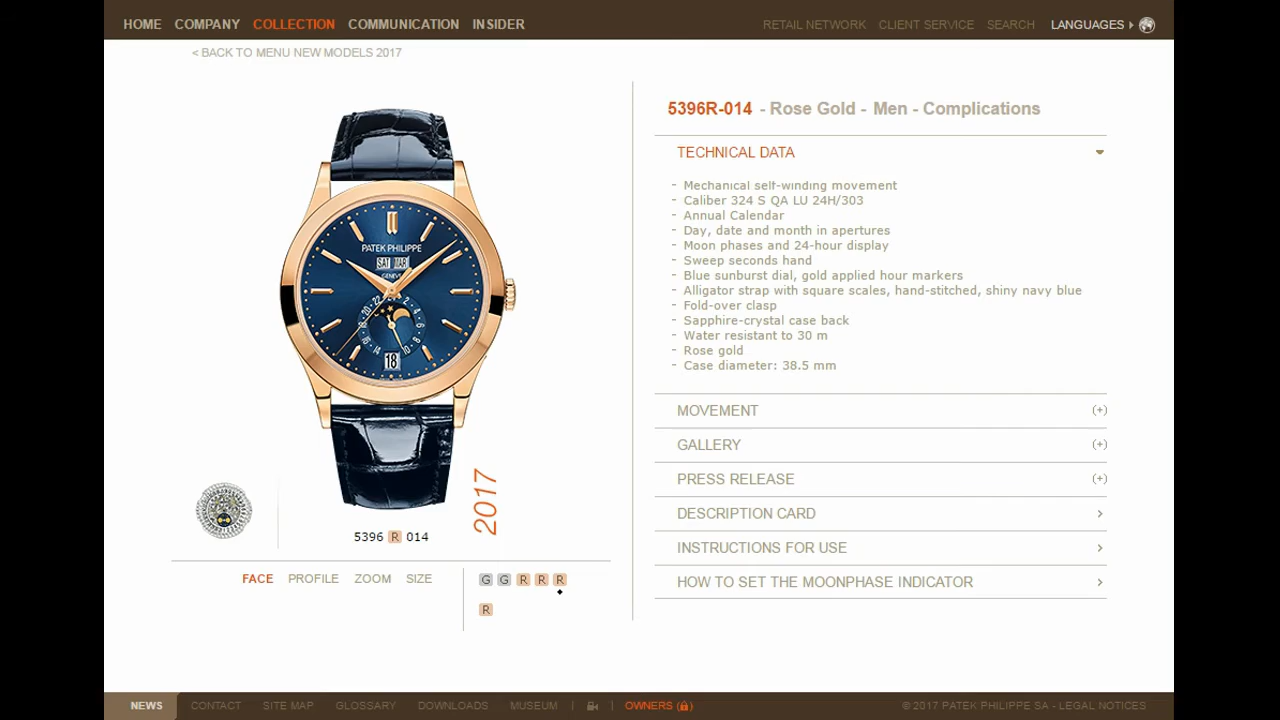 HOME COMPANY COLLECTION COMMUNICATION INSIDER RETAIL NETWORK CLIENT SERVICE SEARCH LANGUAGES
< BACK TO MENU NEW MODELS 2017
5396R-014 - Rose Gold - Men - Complications
TECHNICAL DATA
- Mechanical self-winding movement
- Caliber 324 S QA LU 24H/303
- Annual Calendar
- Day, date and month in apertures
- Moon phases and 24-hour display
- Sweep seconds hand
- Blue sunburst dial, gold applied hour markers
- Alligator strap with square scales, hand-stitched, shiny navy blue
- Fold-over clasp
- Sapphire-crystal case back
- Water resistant to 30 m
- Rose gold
- Case diameter: 38.5 mm
MOVEMENT (+)
GALLERY (+)
PRESS RELEASE (+)
DESCRIPTION CARD
INSTRUCTIONS FOR USE
HOW TO SET THE MOONPHASE INDICATOR
PATEK PHILIPPE
SAT MAR
GENEVE
18
2017
5396 R 014
FACE PROFILE ZOOM SIZE
G G R R R
R
NEWS CONTACT SITE MAP GLOSSARY DOWNLOADS MUSEUM OWNERS © 2017 PATEK PHILIPPE SA - LEGAL NOTICES